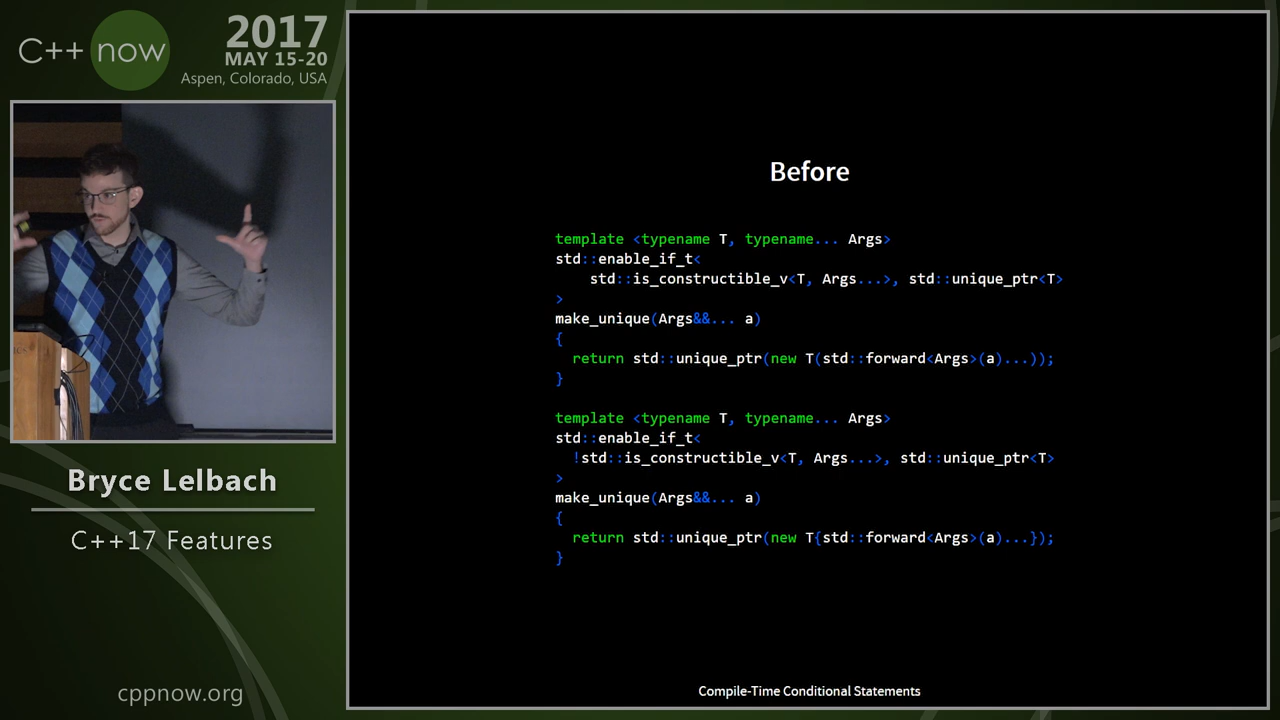 C++ now
2017
MAY 15-20
Aspen, Colorado, USA
Bryce Lelbach
C++17 Features
cppnow.org
Before
template <typename T, typename... Args>
std::enable_if_t<
    std::is_constructible_v<T, Args...>, std::unique_ptr<T>
>
make_unique(Args&&... a)
{
  return std::unique_ptr(new T(std::forward<Args>(a)...));
}
template <typename T, typename... Args>
std::enable_if_t<
  !std::is_constructible_v<T, Args...>, std::unique_ptr<T>
>
make_unique(Args&&... a)
{
  return std::unique_ptr(new T{std::forward<Args>(a)...});
}
Compile-Time Conditional Statements